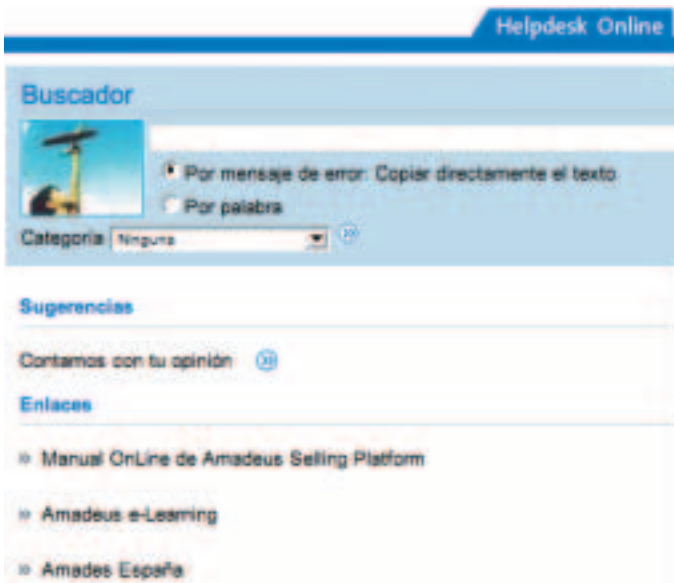 Helpdesk Online
Buscador
Por mensaje de error: Copiar directamente el texto
Por palabra
Categoria Ninguna
Sugerencias
Contamos con tu opinión
Enlaces
» Manual OnLine de Amadeus Selling Platform
» Amadeus e-Learning
» Amades España